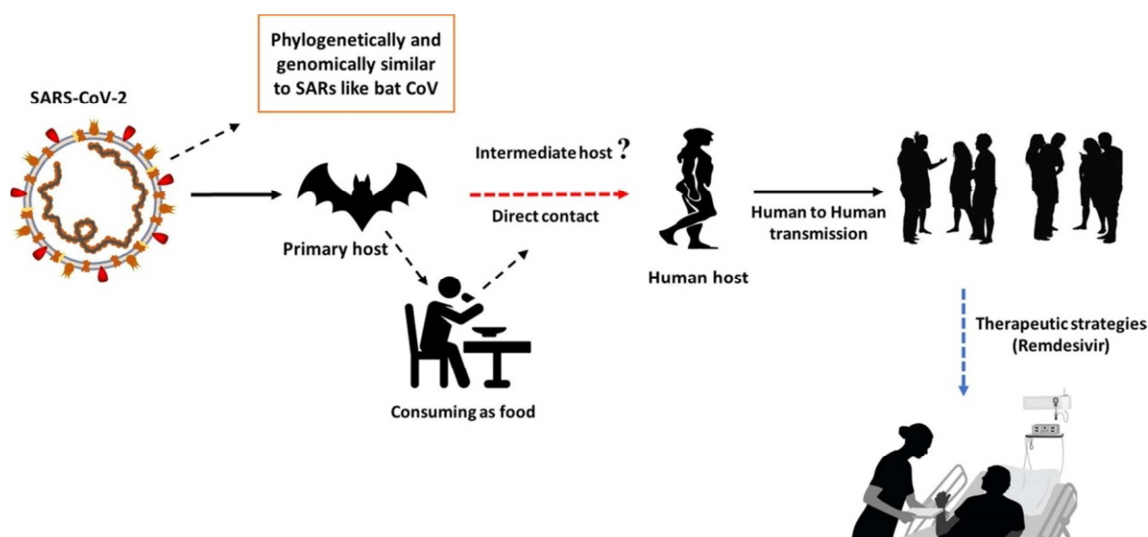 Phylogenetically and
genomically similar
to SARs like bat CoV
SARS-CoV-2
Intermediate host ?
Direct contact
Primary host
Human host
Human to Human
transmission
Consuming as food
Therapeutic strategies
(Remdesivir)